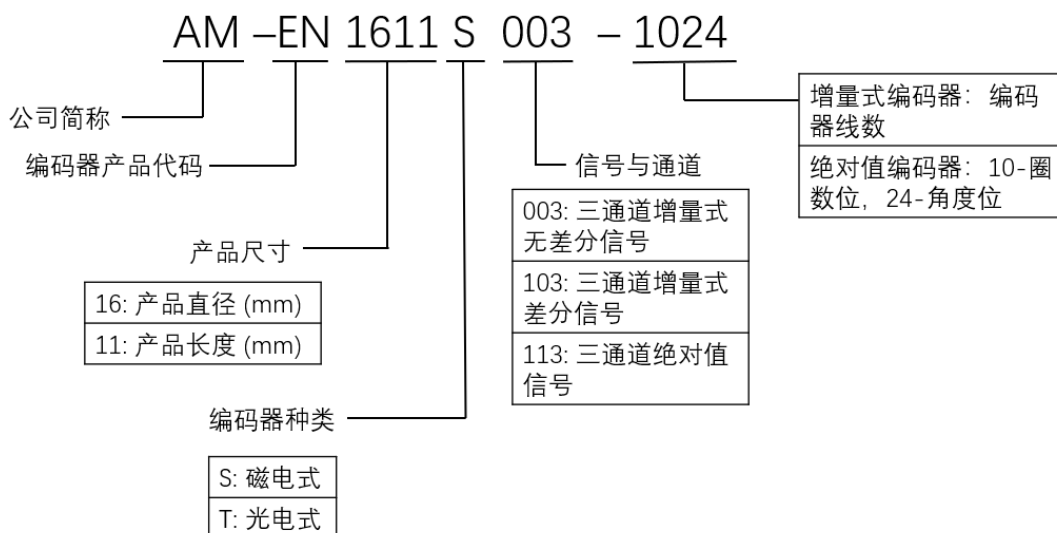 AM-EN 1611 S 003 - 1024
公司简称
编码器产品代码
产品尺寸
16: 产品直径 (mm)
11: 产品长度 (mm)
编码器种类
S: 磁电式
T: 光电式
信号与通道
003: 三通道增量式
无差分信号
103: 三通道增量式
差分信号
113: 三通道绝对值
信号
增量式编码器：编码
器线数
绝对值编码器：10-圈
数位，24-角度位